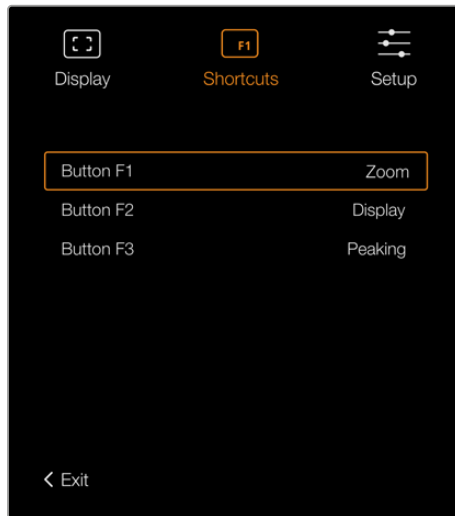 F1
Display Shortcuts Setup
Button F1 Zoom
Button F2 Display
Button F3 Peaking
Exit